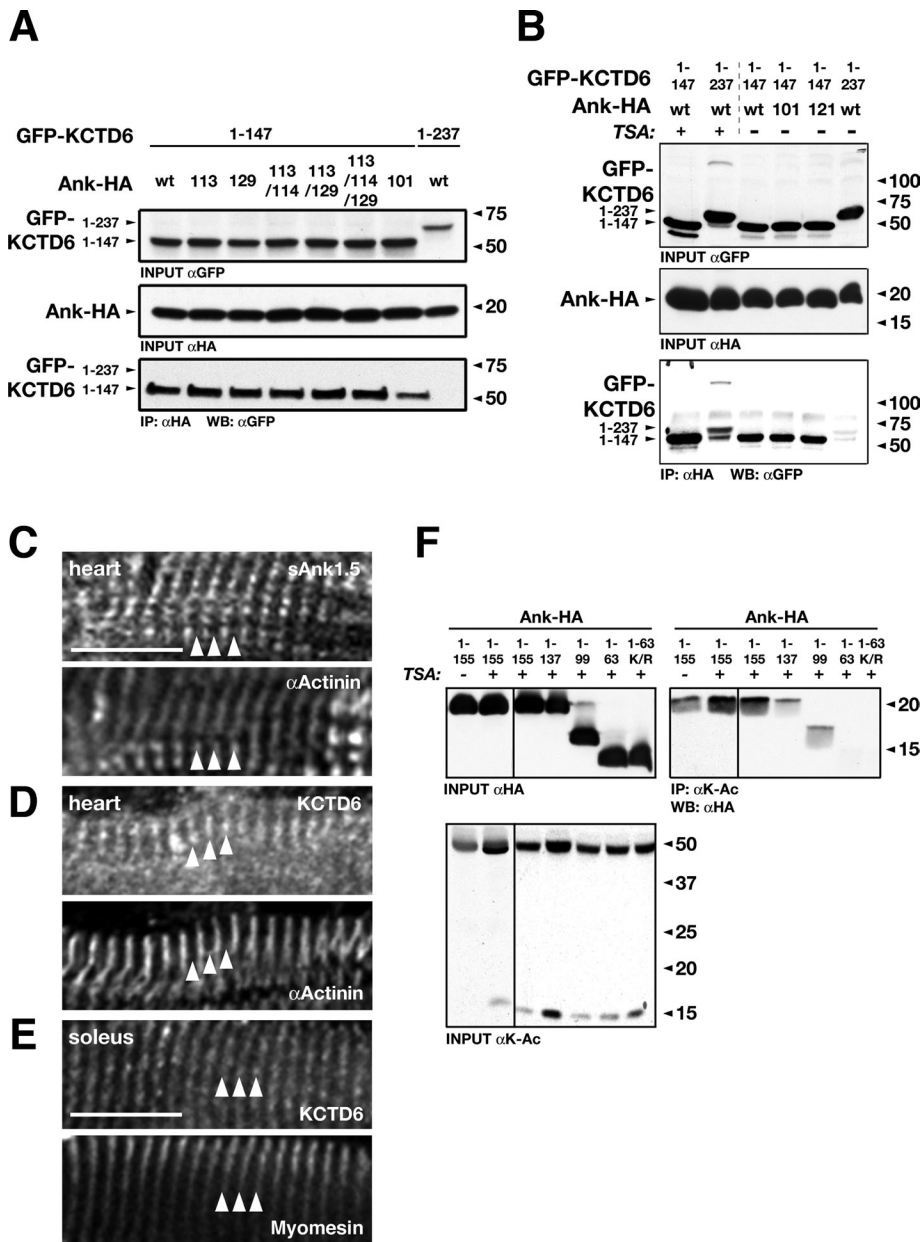 A
GFP-KCTD6 1-147 1-237
Ank-HA wt 113 129 113/114 113/129 113/114/129 101 wt
GFP-KCTD6 1-237 ► 1-147 ►
◄ 75
◄ 50
INPUT αGFP
Ank-HA ►
◄ 20
INPUT αHA
GFP-KCTD6 1-237 ► 1-147 ►
◄ 75
◄ 50
IP: αHA WB: αGFP
B
GFP-KCTD6 1-147 1-237 1-147 1-147 1-147 1-237
Ank-HA wt wt wt 101 121 wt
TSA: + + - - - -
GFP-KCTD6
1-237 ►
1-147 ►
◄ 100
◄ 75
◄ 50
INPUT αGFP
Ank-HA ►
◄ 20
◄ 15
INPUT αHA
GFP-KCTD6
1-237 ►
1-147 ►
◄ 100
◄ 75
◄ 50
IP: αHA WB: αGFP
C
heart sAnk1.5
αActinin
D
heart KCTD6
αActinin
E
soleus
KCTD6
Myomesin
F
Ank-HA
1-155 1-155 1-155 1-137 1-99 1-63 1-63 K/R
TSA: - + + + + + +
INPUT αHA
Ank-HA
1-155 1-155 1-155 1-137 1-99 1-63 1-63 K/R
- + + + + + +
◄ 20
◄ 15
IP: αK-Ac
WB: αHA
◄ 50
◄ 37
◄ 25
◄ 20
◄ 15
INPUT αK-Ac